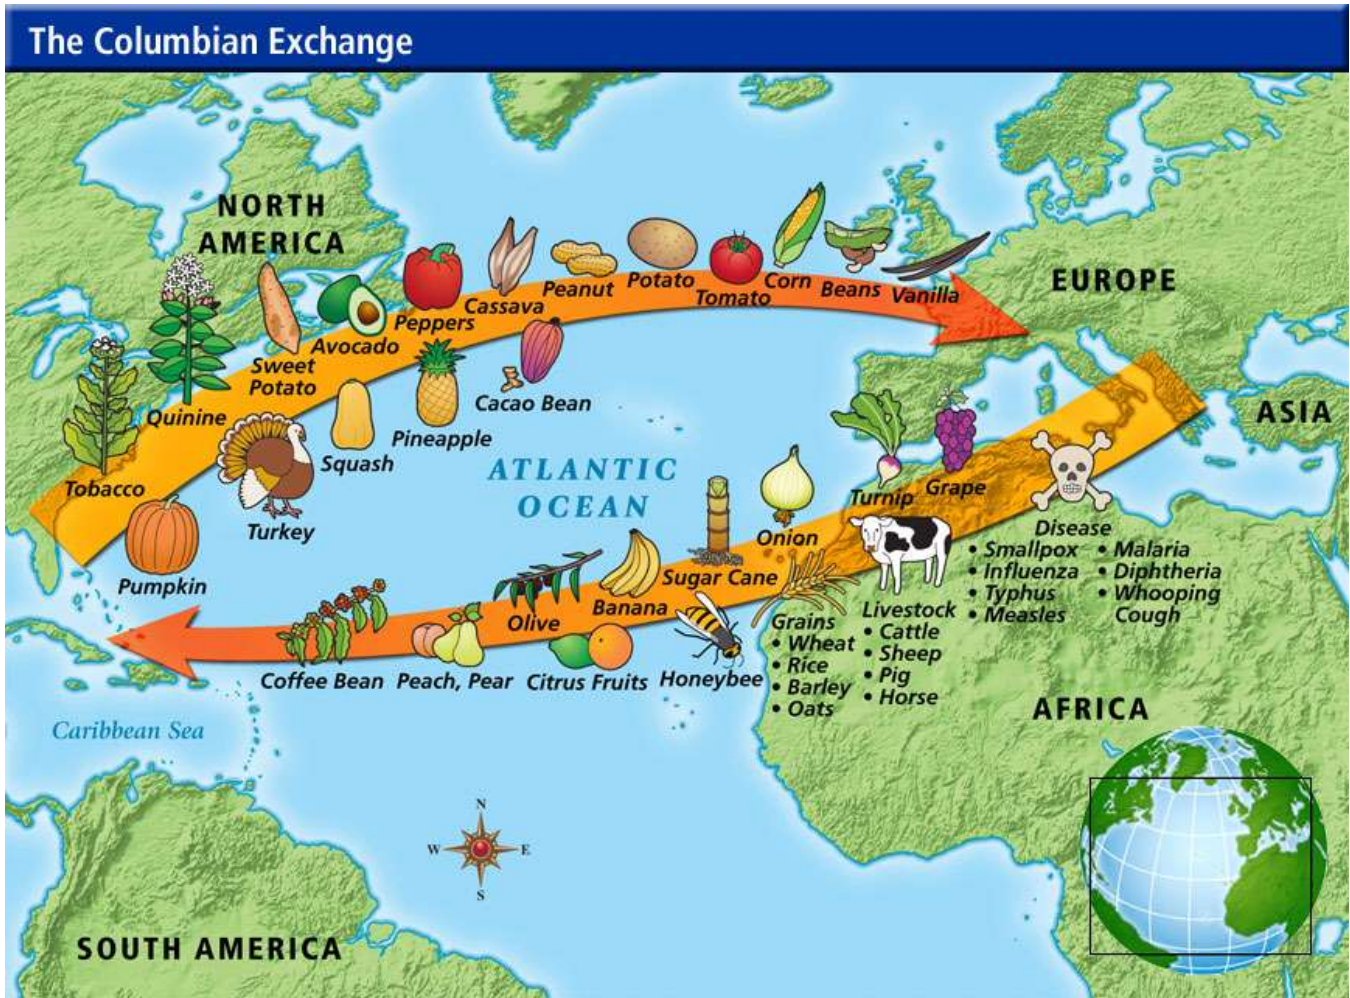 The Columbian Exchange
NORTH
AMERICA
EUROPE
ASIA
Tobacco
Quinine
Sweet
Potato
Avocado
Peppers
Cassava
Peanut
Potato
Tomato
Corn
Beans
Vanilla
Pumpkin
Turkey
Squash
Pineapple
Cacao Bean
ATLANTIC
OCEAN
Coffee Bean
Peach, Pear
Olive
Citrus Fruits
Banana
Honeybee
Sugar Cane
Onion
Grains
• Wheat
• Rice
• Barley
• Oats
Turnip
Livestock
• Cattle
• Sheep
• Pig
• Horse
Grape
Disease
• Smallpox
• Influenza
• Typhus
• Measles
• Malaria
• Diphtheria
• Whooping
Cough
AFRICA
Caribbean Sea
SOUTH AMERICA
N
W
E
S